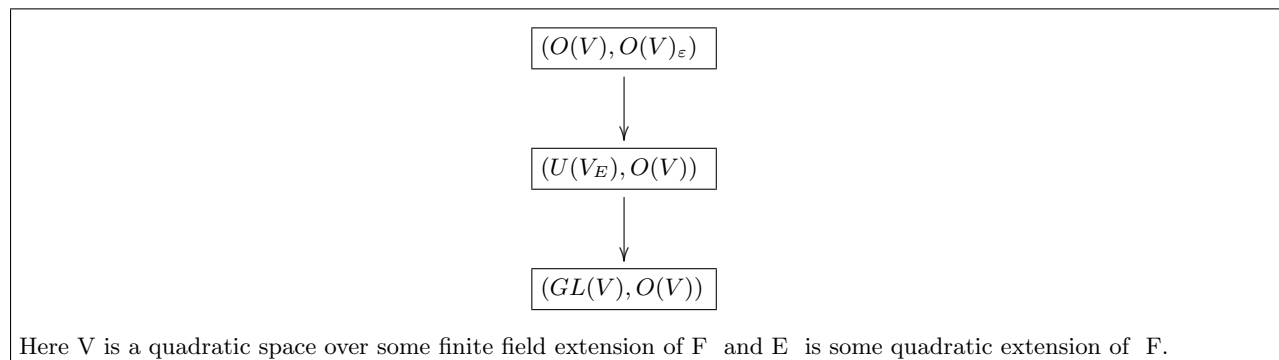 (O(V), O(V)_ε)
(U(V_E), O(V))
(GL(V), O(V))
Here V is a quadratic space over some finite field extension of F and E is some quadratic extension of F.